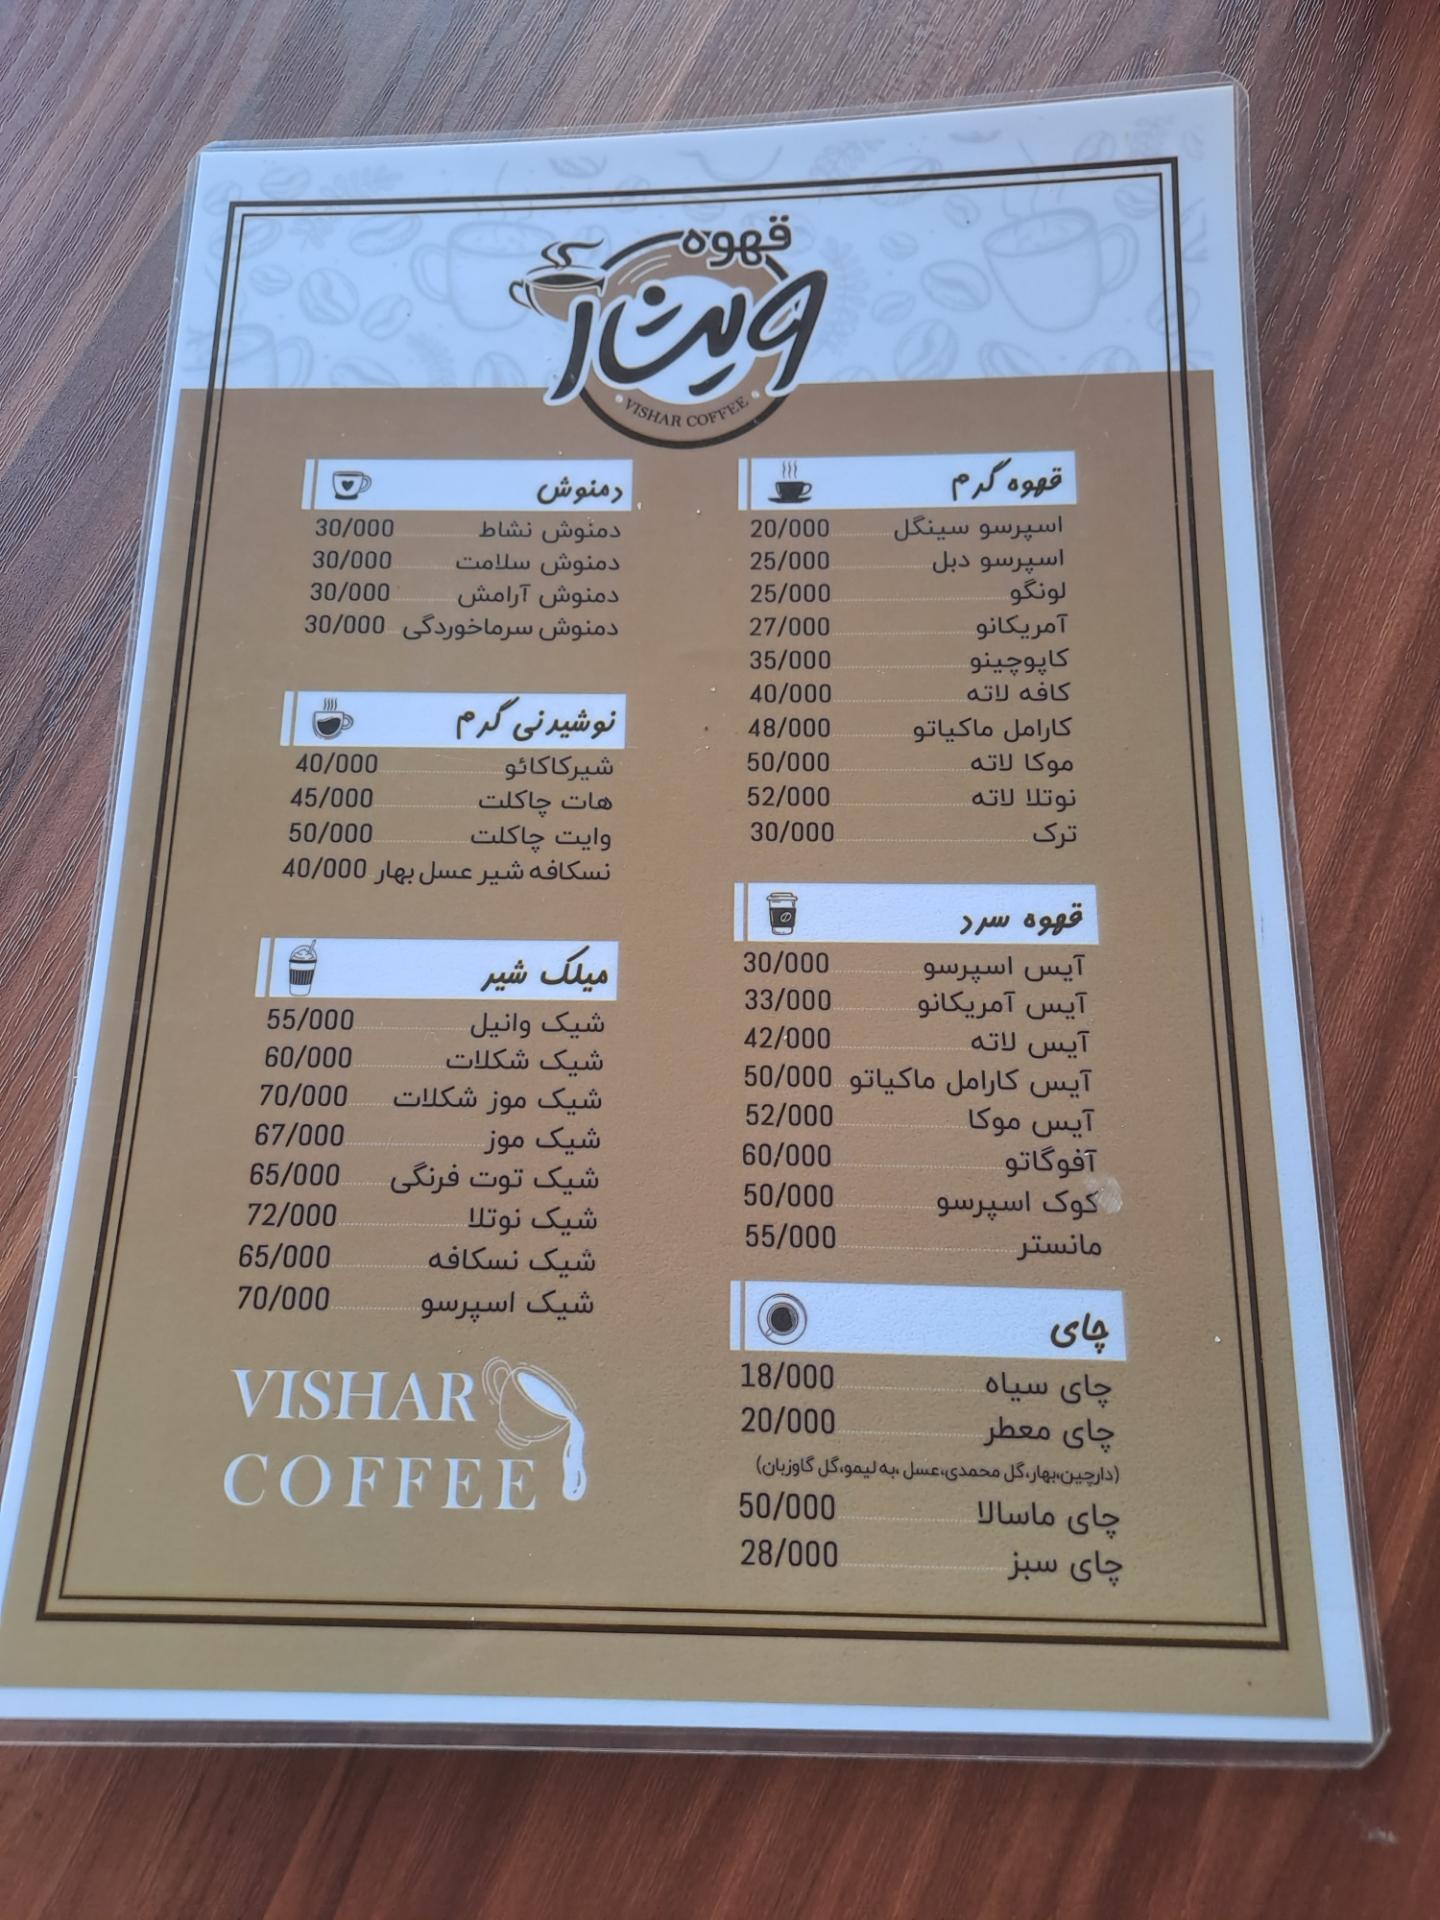 قهوه
ویشار
VISHAR COFFEE
قهوه گرم
اسپرسو سینگل 20/000
اسپرسو دبل 25/000
لونگو 25/000
آمریکانو 27/000
کاپوچینو 35/000
کافه لاته 40/000
کارامل ماکیاتو 48/000
موکا لاته 50/000
نوتلا لاته 52/000
ترک 30/000
قهوه سرد
آیس اسپرسو 30/000
آیس آمریکانو 33/000
آیس لاته 42/000
آیس کارامل ماکیاتو 50/000
آیس موکا 52/000
آفوگاتو 60/000
کوک اسپرسو 50/000
مانستر 55/000
چای
چای سیاه 18/000
چای معطر 20/000
(دارچین،بهار،گل محمدی،عسل ،به لیمو،گل گاوزبان)
چای ماسالا 50/000
چای سبز 28/000
دمنوش
دمنوش نشاط 30/000
دمنوش سلامت 30/000
دمنوش آرامش 30/000
دمنوش سرماخوردگی 30/000
نوشیدنی گرم
شیرکاکائو 40/000
هات چاکلت 45/000
وایت چاکلت 50/000
نسکافه شیر عسل بهار 40/000
میلک شیر
شیک وانیل 55/000
شیک شکلات 60/000
شیک موز شکلات 70/000
شیک موز 67/000
شیک توت فرنگی 65/000
شیک نوتلا 72/000
شیک نسکافه 65/000
شیک اسپرسو 70/000
VISHAR
COFFEE